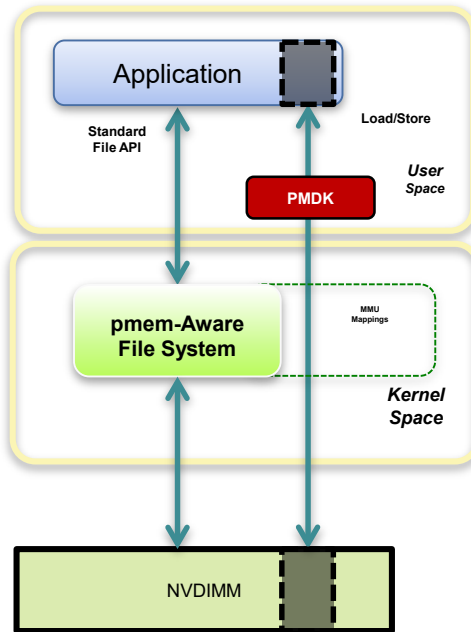 Application
Standard
File API
Load/Store
User
Space
PMDK
pmem-Aware
File System
MMU
Mappings
Kernel
Space
NVDIMM